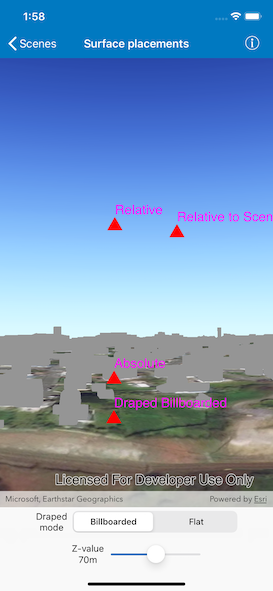 1:58
Scenes
Surface placements
Relative
Relative to Scen
Absolute
Draped Billboarded
Licensed For Developer Use Only
Microsoft, Earthstar Geographics
Powered by Esri
Draped
mode
Billboarded
Flat
Z-value
70m